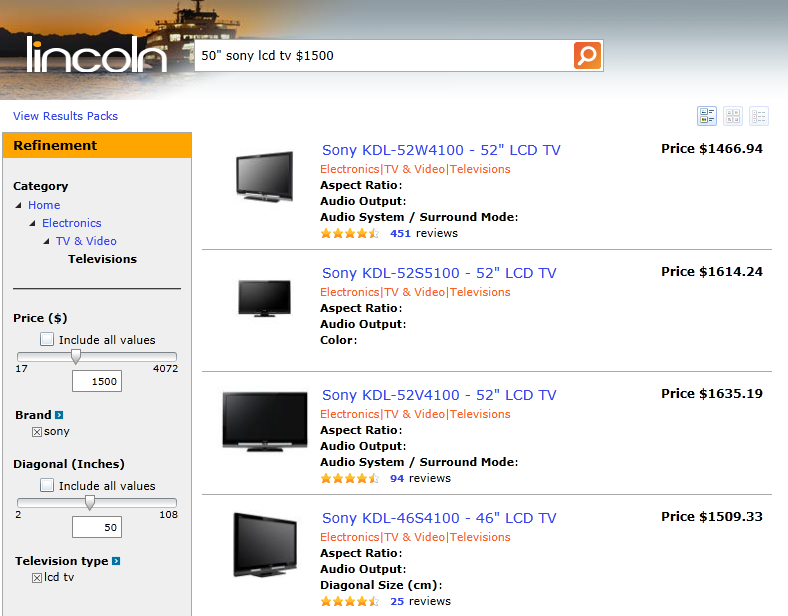 lincoln
50" sony lcd tv $1500
View Results Packs
Refinement
Category
Home
Electronics
TV & Video
Televisions
Price ($)
Include all values
17 4072
1500
Brand
sony
Diagonal (Inches)
Include all values
2 108
50
Television type
lcd tv
Sony KDL-52W4100 - 52" LCD TV Price $1466.94
Electronics|TV & Video|Televisions
Aspect Ratio:
Audio Output:
Audio System / Surround Mode:
451 reviews
Sony KDL-52S5100 - 52" LCD TV Price $1614.24
Electronics|TV & Video|Televisions
Aspect Ratio:
Audio Output:
Color:
Sony KDL-52V4100 - 52" LCD TV Price $1635.19
Electronics|TV & Video|Televisions
Aspect Ratio:
Audio Output:
Audio System / Surround Mode:
94 reviews
Sony KDL-46S4100 - 46" LCD TV Price $1509.33
Electronics|TV & Video|Televisions
Aspect Ratio:
Audio Output:
Diagonal Size (cm):
25 reviews